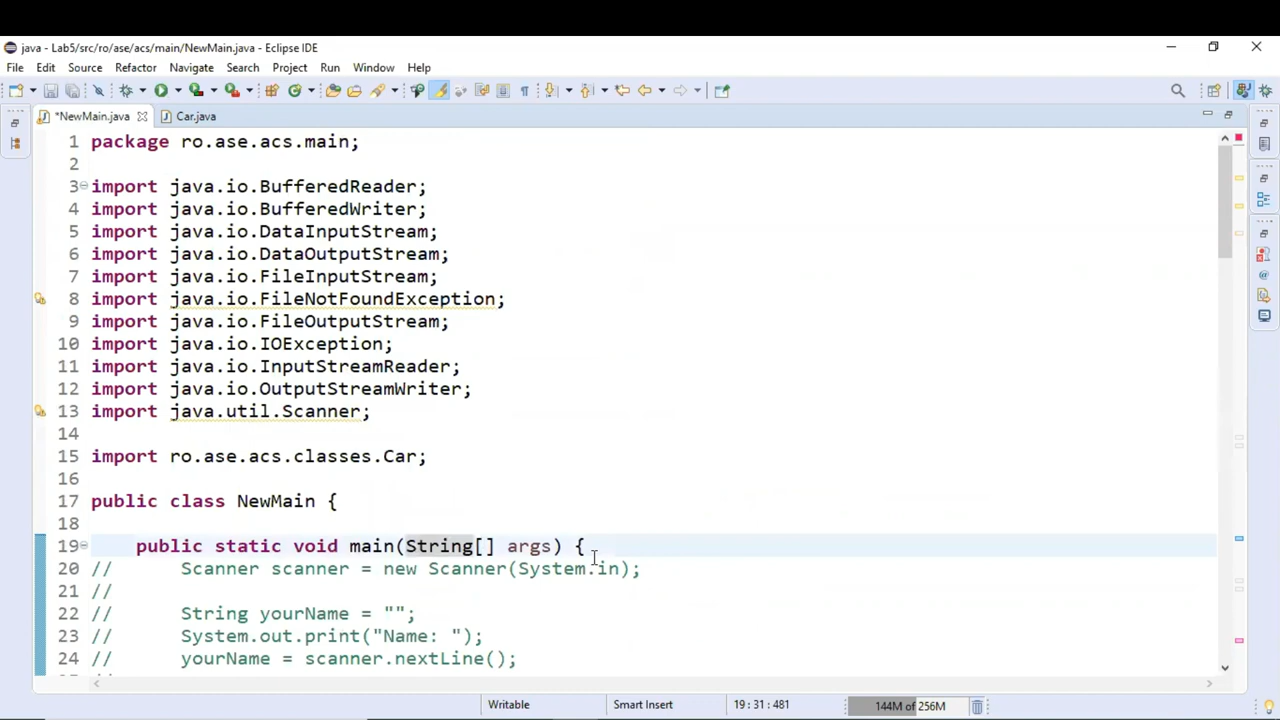 java - Lab5/src/ro/ase/acs/main/NewMain.java - Eclipse IDE
File Edit Source Refactor Navigate Search Project Run Window Help
*NewMain.java Car.java
1 package ro.ase.acs.main;
2
3 import java.io.BufferedReader;
4 import java.io.BufferedWriter;
5 import java.io.DataInputStream;
6 import java.io.DataOutputStream;
7 import java.io.FileInputStream;
8 import java.io.FileNotFoundException;
9 import java.io.FileOutputStream;
10 import java.io.IOException;
11 import java.io.InputStreamReader;
12 import java.io.OutputStreamWriter;
13 import java.util.Scanner;
14
15 import ro.ase.acs.classes.Car;
16
17 public class NewMain {
18
19 public static void main(String[] args) {
20 // Scanner scanner = new Scanner(System.in);
21 //
22 // String yourName = "";
23 // System.out.print("Name: ");
24 // yourName = scanner.nextLine();
Writable Smart Insert 19 : 31 : 481 144M of 256M